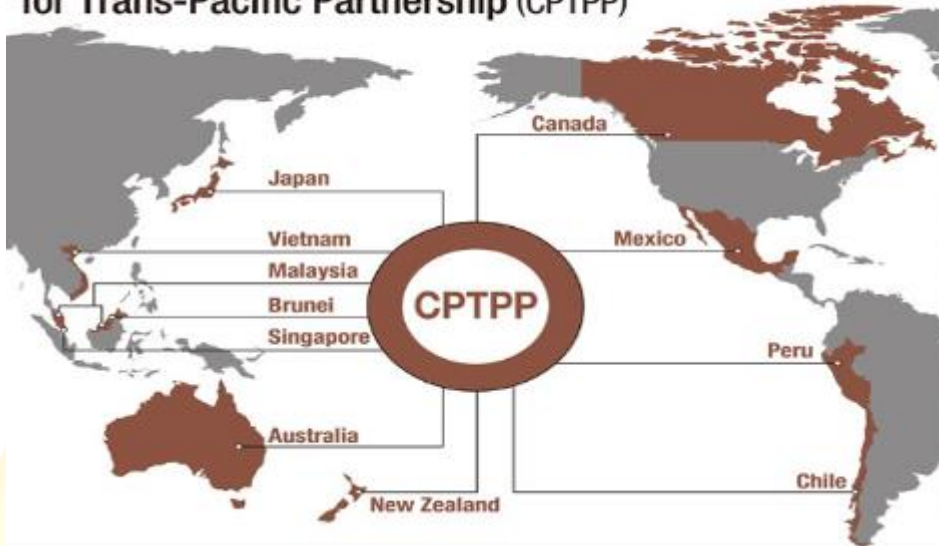 for Trans-Pacific Partnership (CPTPP)
Canada
Japan
Vietnam
Mexico
Malaysia
Brunei
CPTPP
Singapore
Peru
Australia
Chile
New Zealand